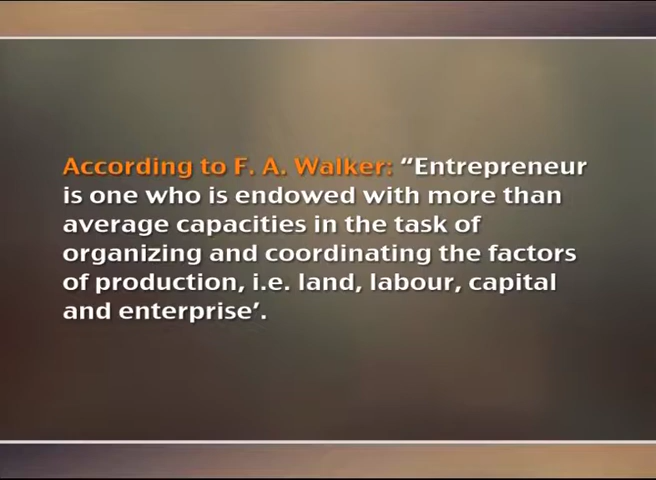 According to F. A. Walker: “Entrepreneur
is one who is endowed with more than
average capacities in the task of
organizing and coordinating the factors
of production, i.e. land, labour, capital
and enterprise’.